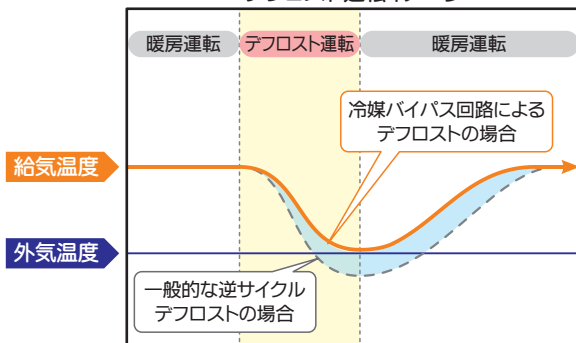 暖房運転
デフロスト運転
暖房運転
冷媒バイパス回路による
デフロストの場合
給気温度
外気温度
一般的な逆サイクル
デフロストの場合